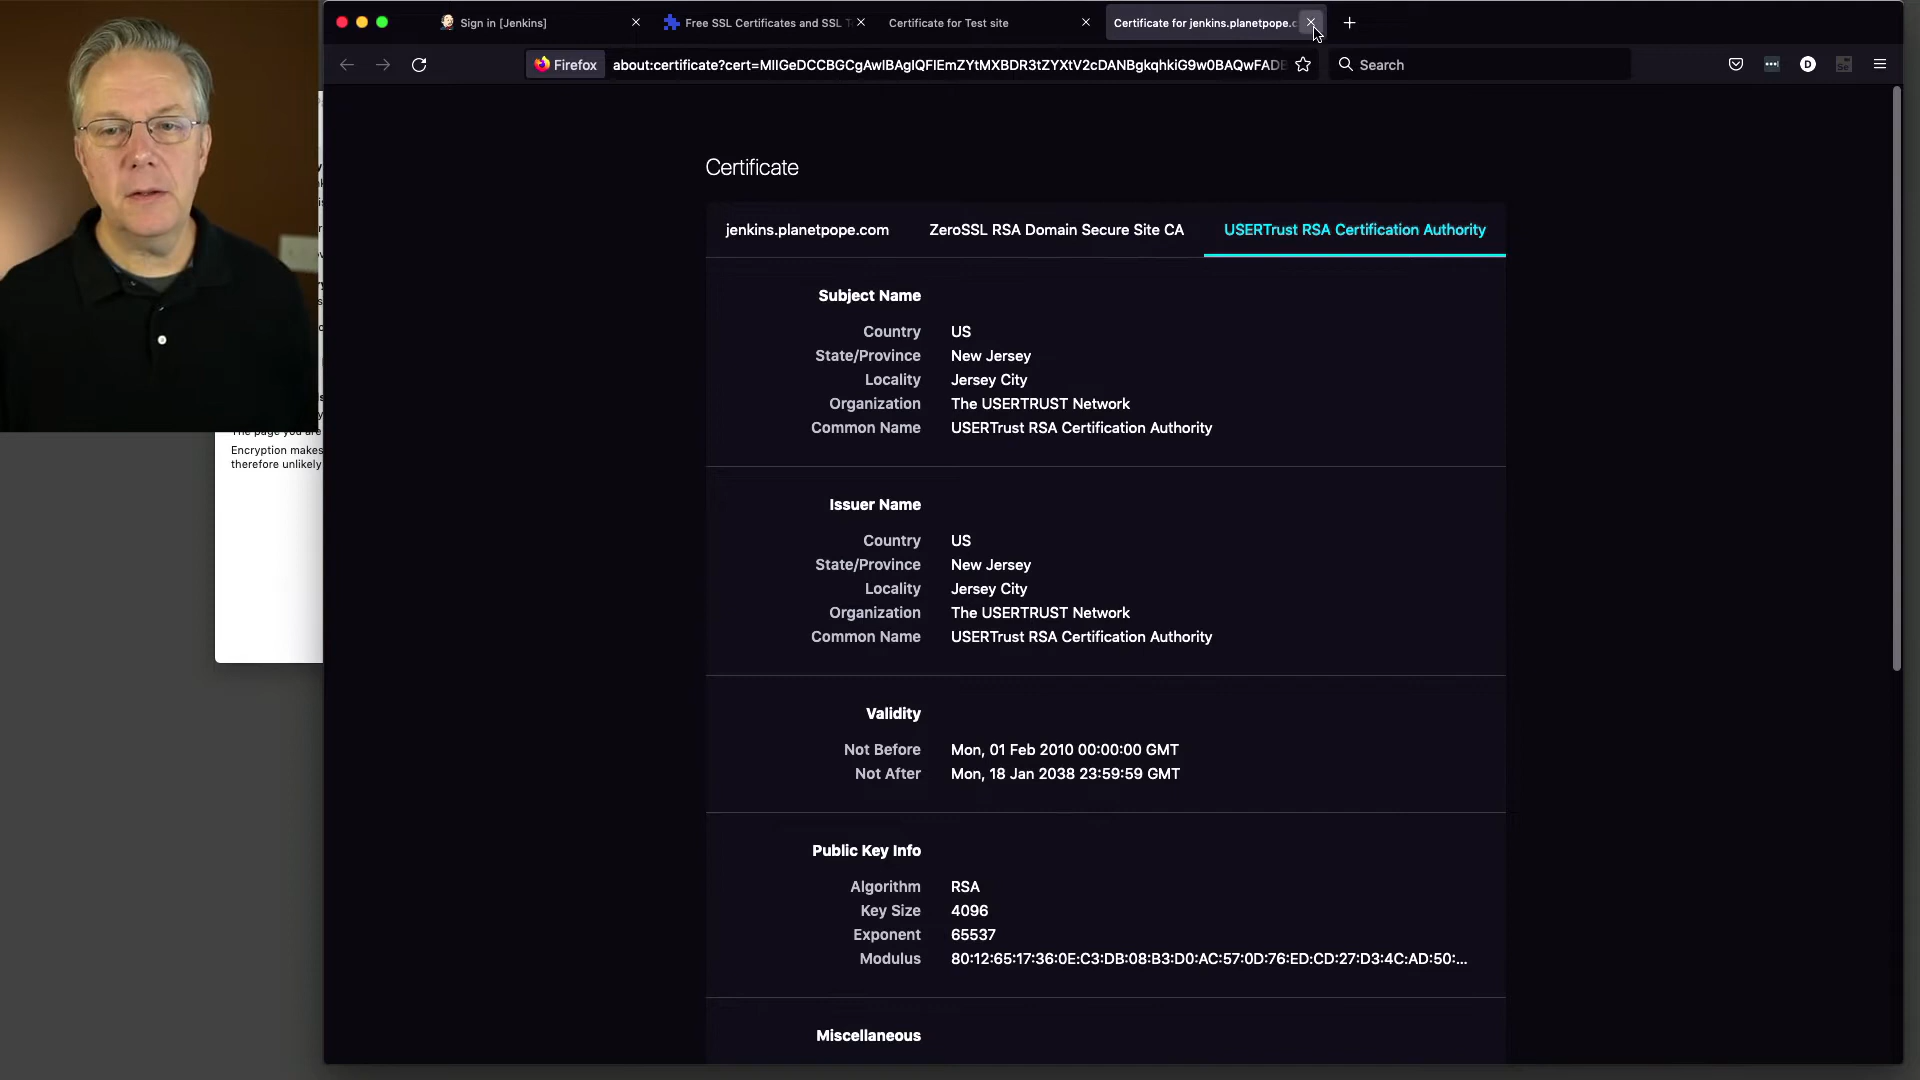 Sign in [Jenkins]
Free SSL Certificates and SSL T
Certificate for Test site
Certificate for jenkins.planetpope.c
Firefox
about:certificate?cert=MIIGeDCCBGCgAwIBAgIQFIEmZYtMXBDR3tZYXtV2cDANBgkqhkiG9w0BAQwFADB
Search
Certificate
jenkins.planetpope.com
ZeroSSL RSA Domain Secure Site CA
USERTrust RSA Certification Authority
Subject Name
Country US
State/Province New Jersey
Locality Jersey City
Organization The USERTRUST Network
Common Name USERTrust RSA Certification Authority
Issuer Name
Country US
State/Province New Jersey
Locality Jersey City
Organization The USERTRUST Network
Common Name USERTrust RSA Certification Authority
Validity
Not Before Mon, 01 Feb 2010 00:00:00 GMT
Not After Mon, 18 Jan 2038 23:59:59 GMT
Public Key Info
Algorithm RSA
Key Size 4096
Exponent 65537
Modulus 80:12:65:17:36:0E:C3:DB:08:B3:D0:AC:57:0D:76:ED:CD:27:D3:4C:AD:50:...
Miscellaneous
The page you are
Encryption makes
therefore unlikely